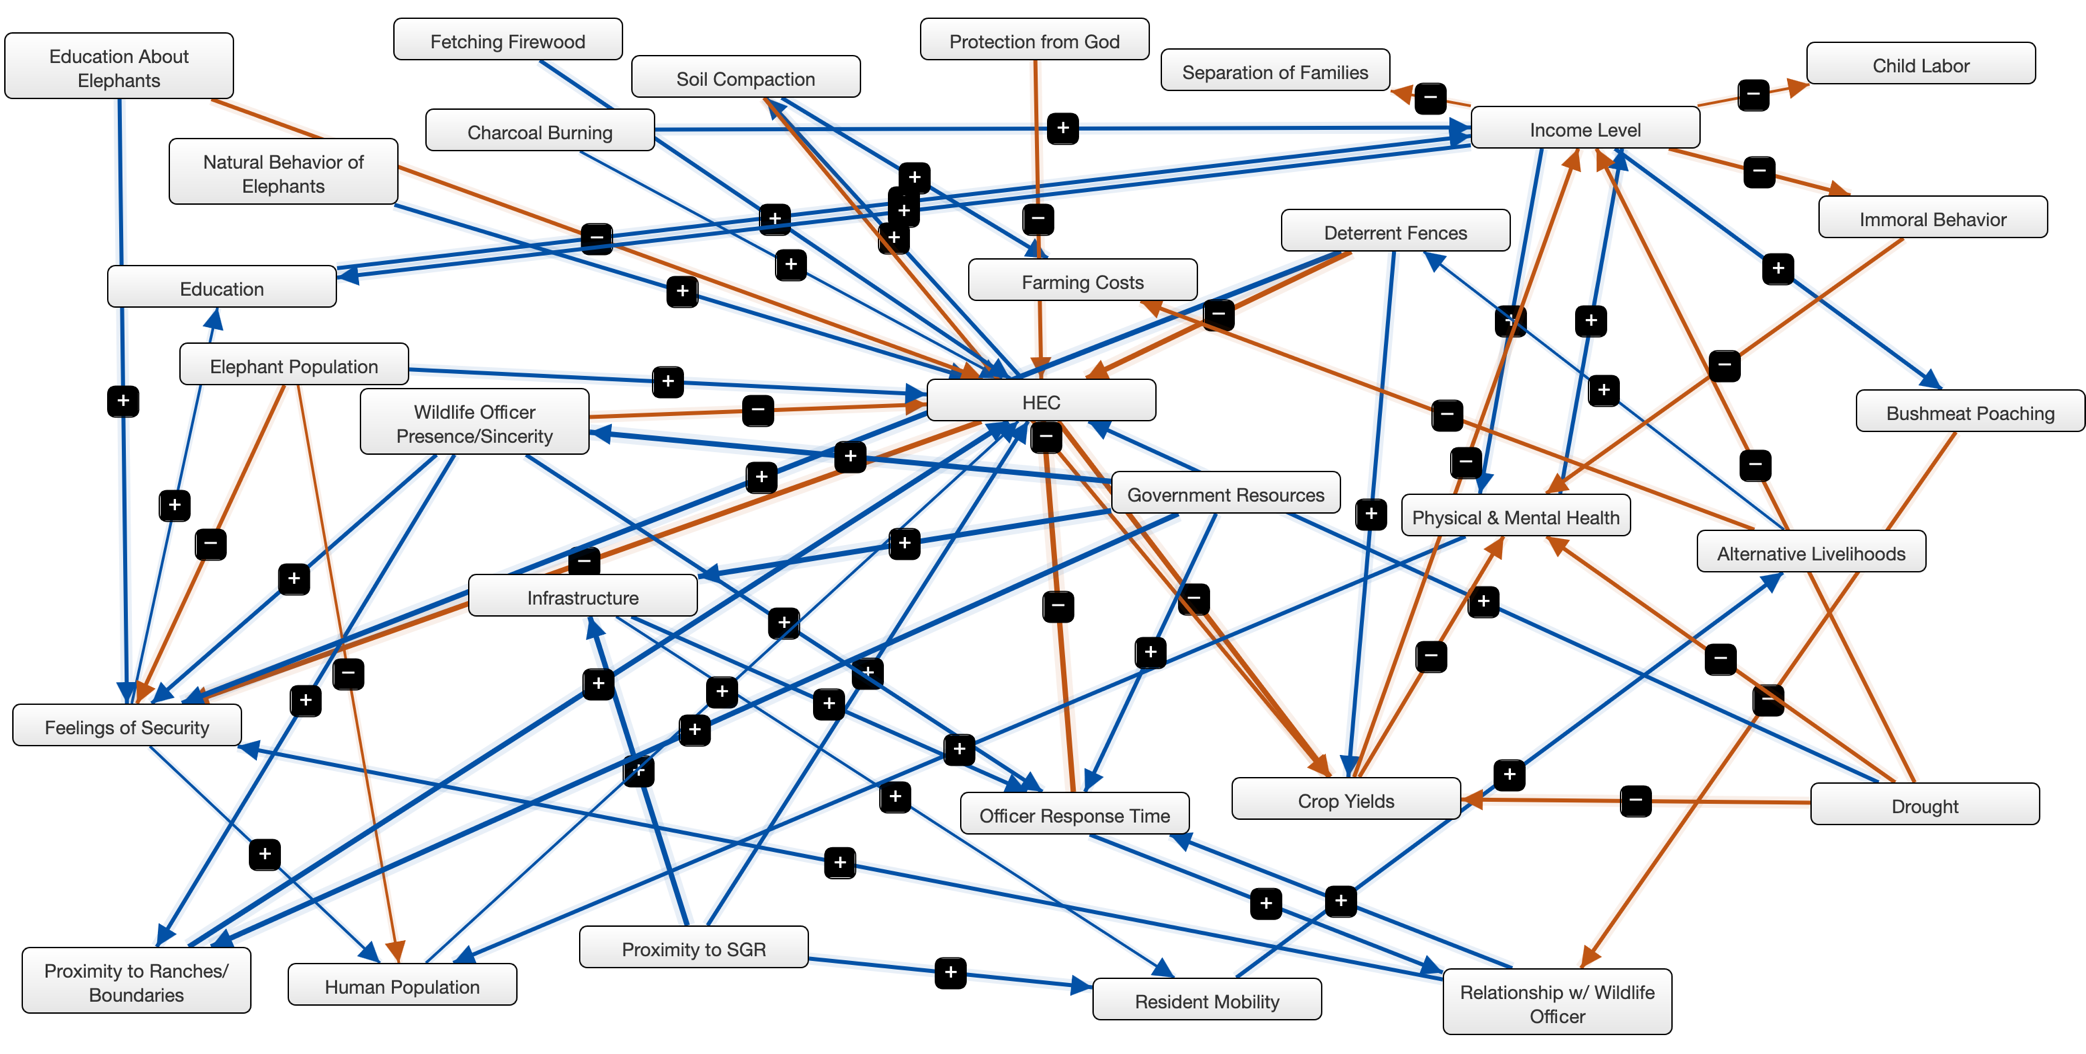 Fetching Firewood
Protection from God
Education About
Elephants
Soil Compaction
Separation of Families
Child Labor
Charcoal Burning
Income Level
Natural Behavior of
Elephants
Immoral Behavior
Deterrent Fences
Education
Farming Costs
Elephant Population
HEC
Wildlife Officer
Presence/Sincerity
Bushmeat Poaching
Government Resources
Physical & Mental Health
Alternative Livelihoods
Infrastructure
Feelings of Security
Crop Yields
Drought
Officer Response Time
Proximity to SGR
Proximity to Ranches/
Boundaries
Human Population
Resident Mobility
Relationship w/ Wildlife
Officer